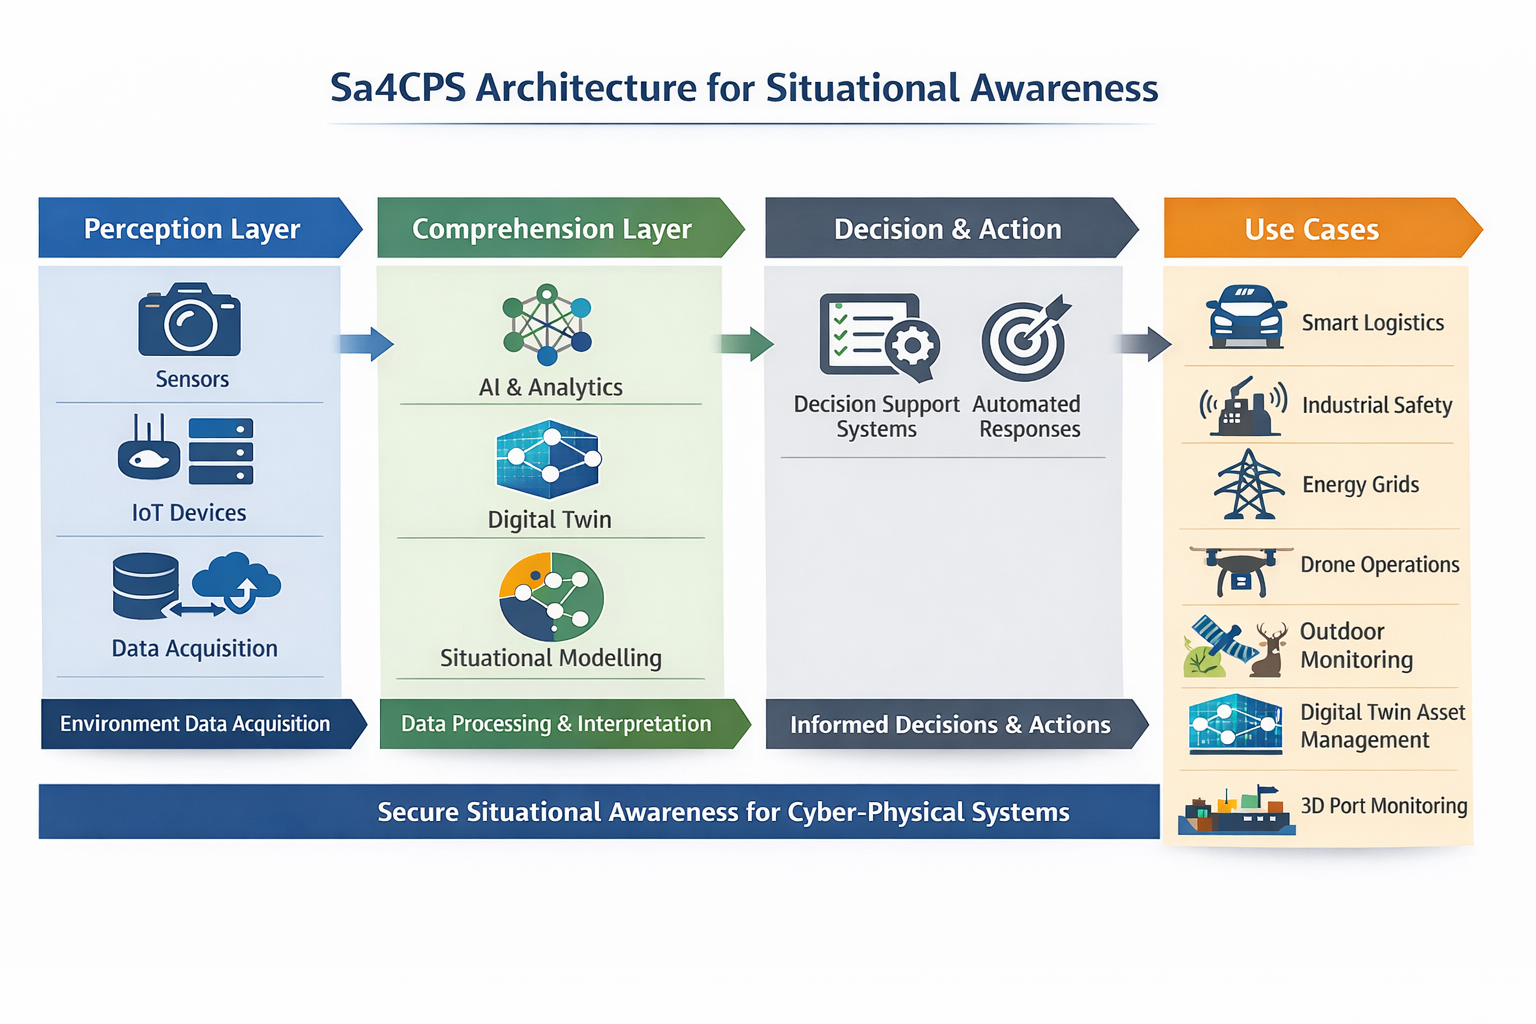 Sa4CPS Architecture for Situational Awareness
Perception Layer
Sensors
IoT Devices
Data Acquisition
Environment Data Acquisition
Comprehension Layer
AI & Analytics
Digital Twin
Situational Modelling
Data Processing & Interpretation
Decision & Action
Decision Support
Systems
Automated
Responses
Informed Decisions & Actions
Use Cases
Smart Logistics
Industrial Safety
Energy Grids
Drone Operations
Outdoor
Monitoring
Digital Twin Asset
Management
3D Port Monitoring
Secure Situational Awareness for Cyber-Physical Systems